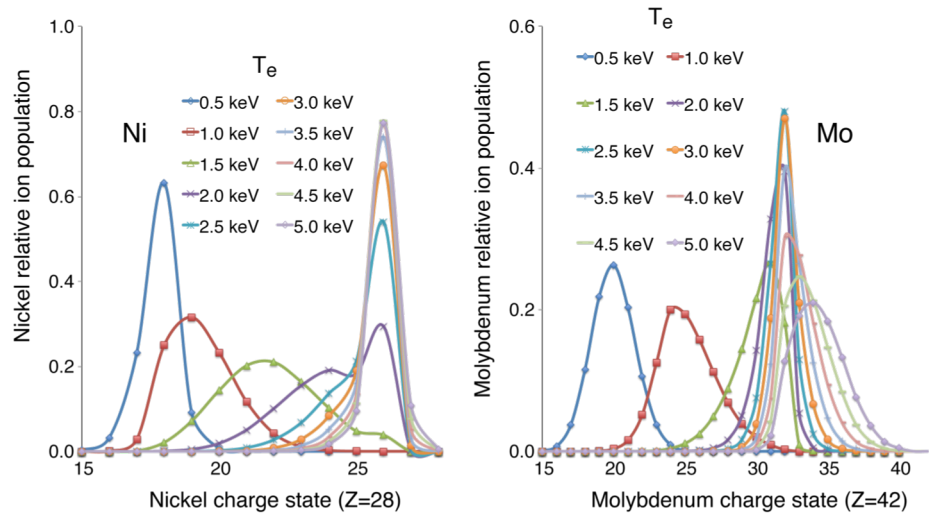 Nickel relative ion population
1.0
0.8
0.6
0.4
0.2
0.0
15
20
25
Nickel charge state (Z=28)
Ni
Te
0.5 keV 3.0 keV
1.0 keV 3.5 keV
1.5 keV 4.0 keV
2.0 keV 4.5 keV
2.5 keV 5.0 keV
Molybdenum relative ion population
0.6
0.4
0.2
0.0
15
20
25
30
35
40
Molybdenum charge state (Z=42)
Te
0.5 keV 1.0 keV
1.5 keV 2.0 keV
2.5 keV 3.0 keV
3.5 keV 4.0 keV
4.5 keV 5.0 keV
Mo